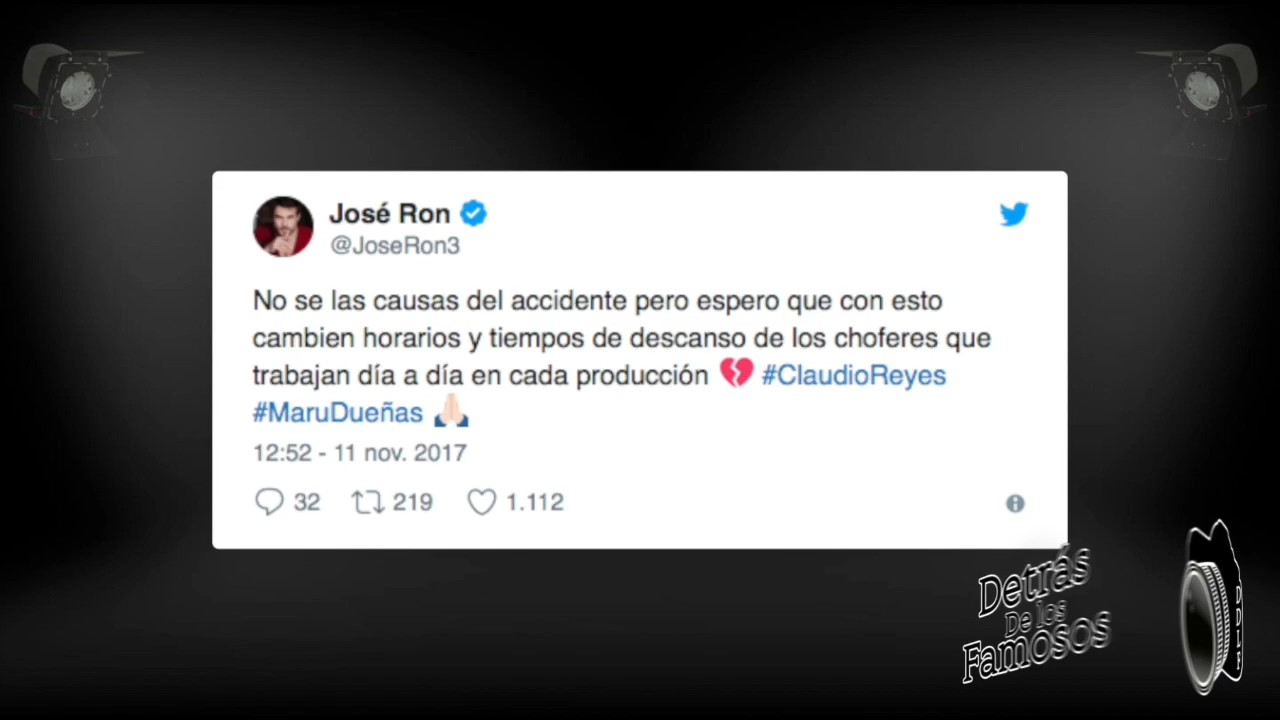 José Ron
@JoseRon3
No se las causas del accidente pero espero que con esto
cambien horarios y tiempos de descanso de los choferes que
trabajan día a día en cada producción 💔 #ClaudioReyes
#MaruDueñas 🙏🏻
12:52 - 11 nov. 2017
32 219 1.112
Detrás
De los
Famosos